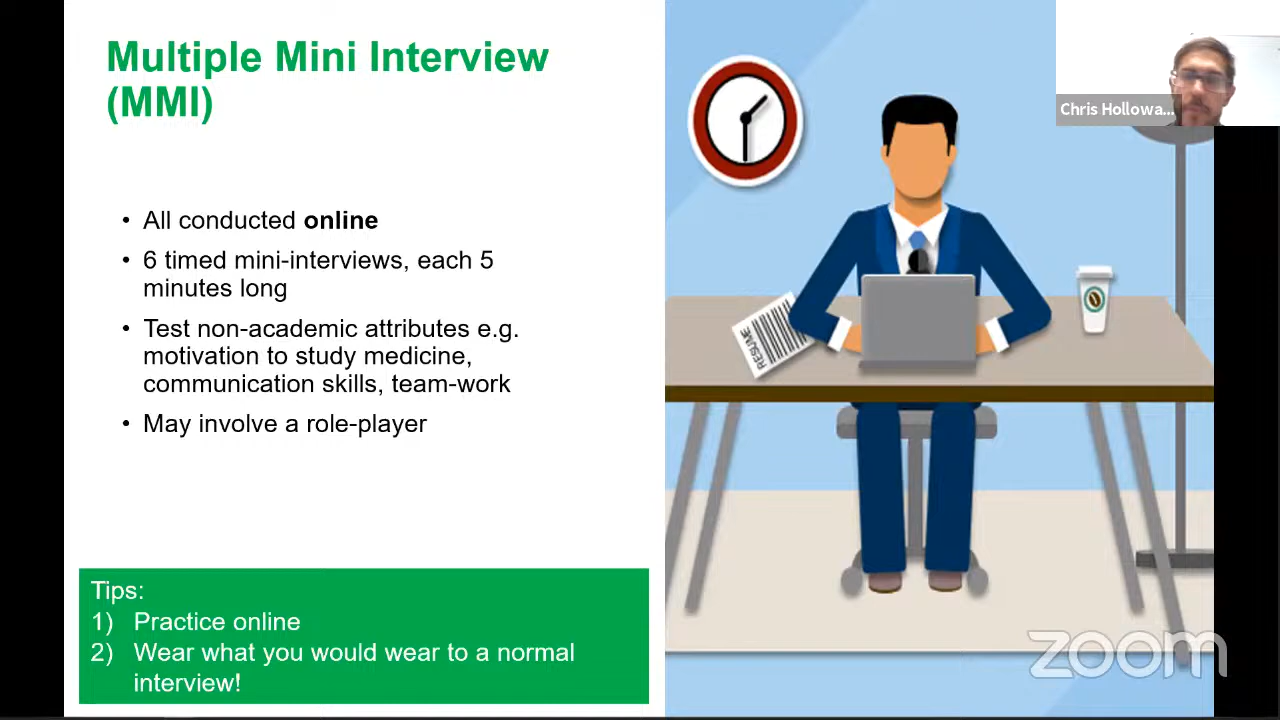 Multiple Mini Interview
(MMI)
• All conducted online
• 6 timed mini-interviews, each 5
minutes long
• Test non-academic attributes e.g.
motivation to study medicine,
communication skills, team-work
• May involve a role-player
Tips:
1) Practice online
2) Wear what you would wear to a normal
interview!
RESUME
Chris Hollowa...
zoom